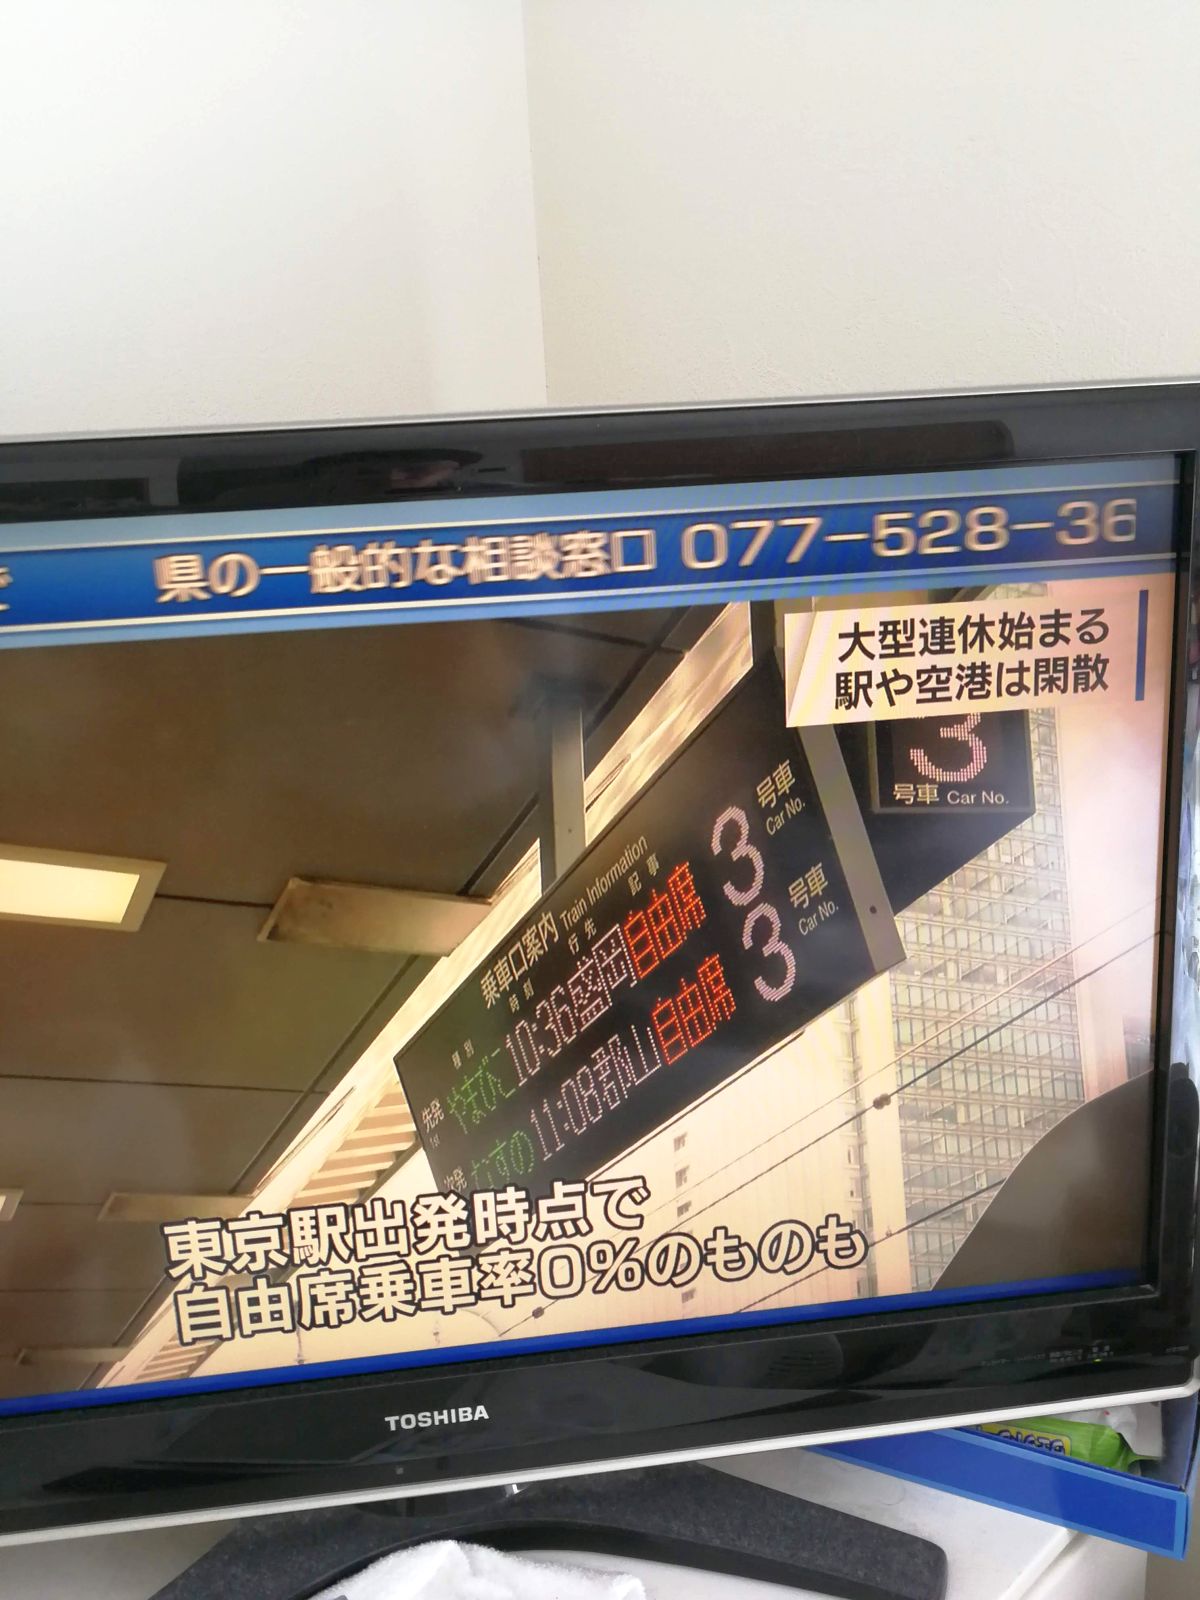 県の一般的な相談窓口 077-528-36
大型連休始まる
駅や空港は閑散
3
号車 Car No.
乗車口案内 Train Information
種別 時刻 行先 記事
先発 1st やまびこ 10:36 盛岡 自由席 3 号車 Car No.
次発 なすの 11:08 郡山 自由席 3 号車 Car No.
東京駅出発時点で
自由席乗車率0%のものも
TOSHIBA